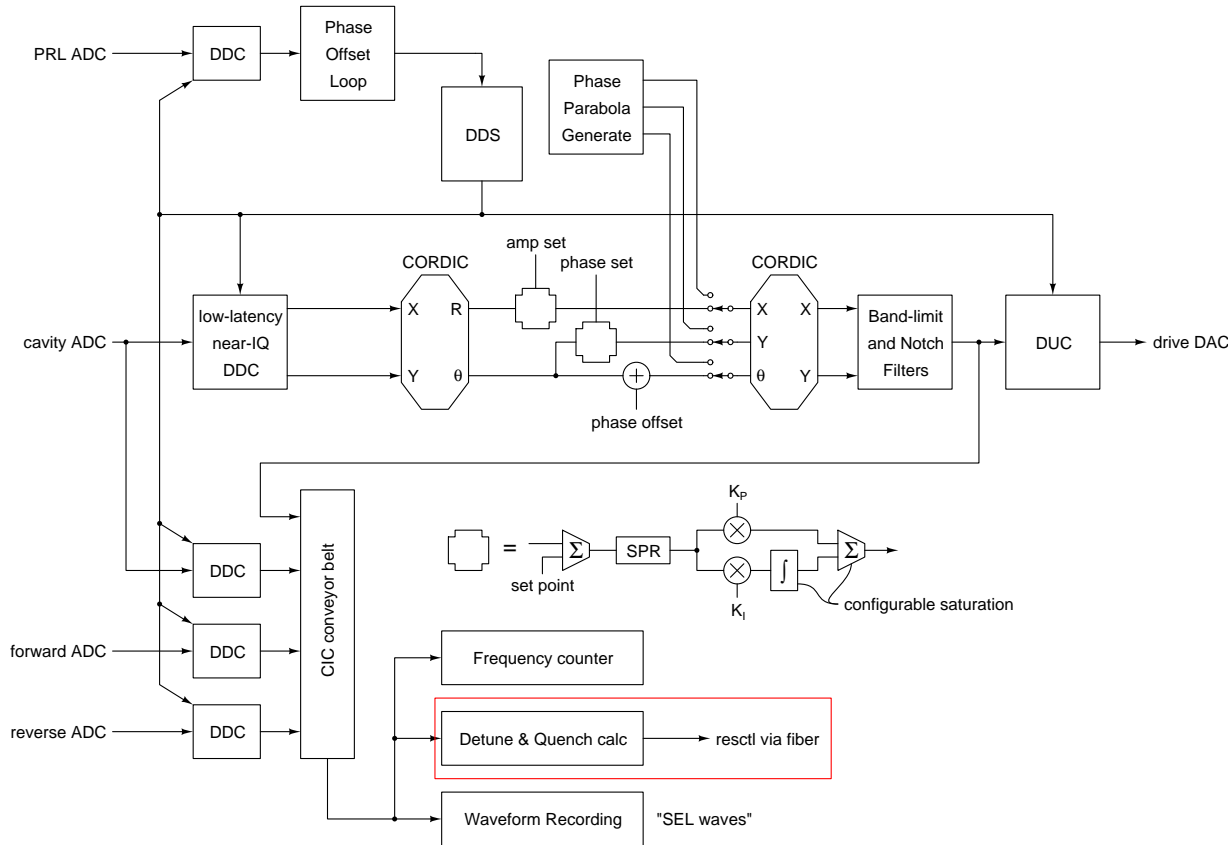 PRL ADC
DDC
Phase
Offset
Loop
DDS
Phase
Parabola
Generate
amp set
phase set
CORDIC
CORDIC
cavity ADC
low-latency
near-IQ
DDC
X
R
Y
θ
phase offset
X
Y
θ
X
Y
Band-limit
and Notch
Filters
DUC
drive DAC
DDC
forward ADC
DDC
reverse ADC
DDC
CIC conveyor belt
=
Σ
set point
SPR
K_P
K_I
∫
Σ
configurable saturation
Frequency counter
Detune & Quench calc
resctl via fiber
Waveform Recording
"SEL waves"